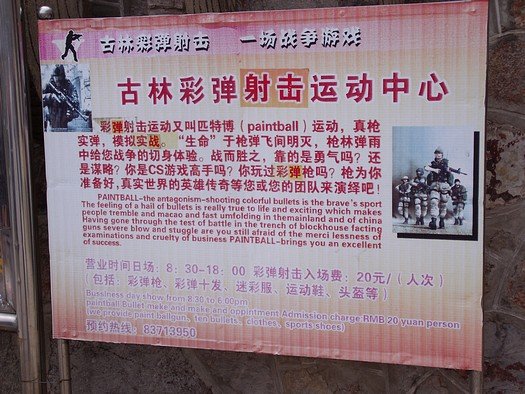 古林彩弹射击 一场战争游戏
古林彩弹射击运动中心
彩弹射击运动又叫匹特博（paintball）运动，真枪
实弹，模拟实战。“生命”于枪弹飞间明灭，枪林弹雨
中给您战争的切身体验。战而胜之，靠的是勇气吗？还
是谋略？你是CS游戏高手吗？你玩过彩弹枪吗？枪为你
准备好,真实世界的英雄传奇等您或您的团队来演绎吧！
PAINTBALL-the antagonism-shooting colorful bullets is the brave's sport
The feeling of a hail of bullets is really true to life and exciting which makes
people tremble and macao and fast umfolding in themainland and of china
Having gone through the test of battle in the trench of blockhouse facting
guns severe blow and stuggle are you still afraid of the merci lessness of
examinations and cruelty of business PAINTBALL-brings you an excellent
of success.
营业时间日场：8：30-18：00 彩弹射击入场费：20元/（人次）
（包括：彩弹枪、彩弹十发、迷彩服、运动鞋、头盔等）
Bussiness day show from 8:30 to 6:00pm
paintball Bullet meke and make and oppintment Admission charge RMB 20 yuan person
(we provide paint balloun, ten bullets, clothes, sports shoes)
预约热线：83713950